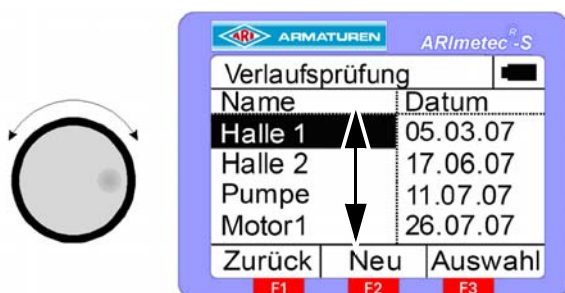 ARI ARMATUREN ARImetec®-S
Verlaufsprüfung
Name Datum
Halle 1 05.03.07
Halle 2 17.06.07
Pumpe 11.07.07
Motor1 26.07.07
Zurück Neu Auswahl
F1 F2 F3